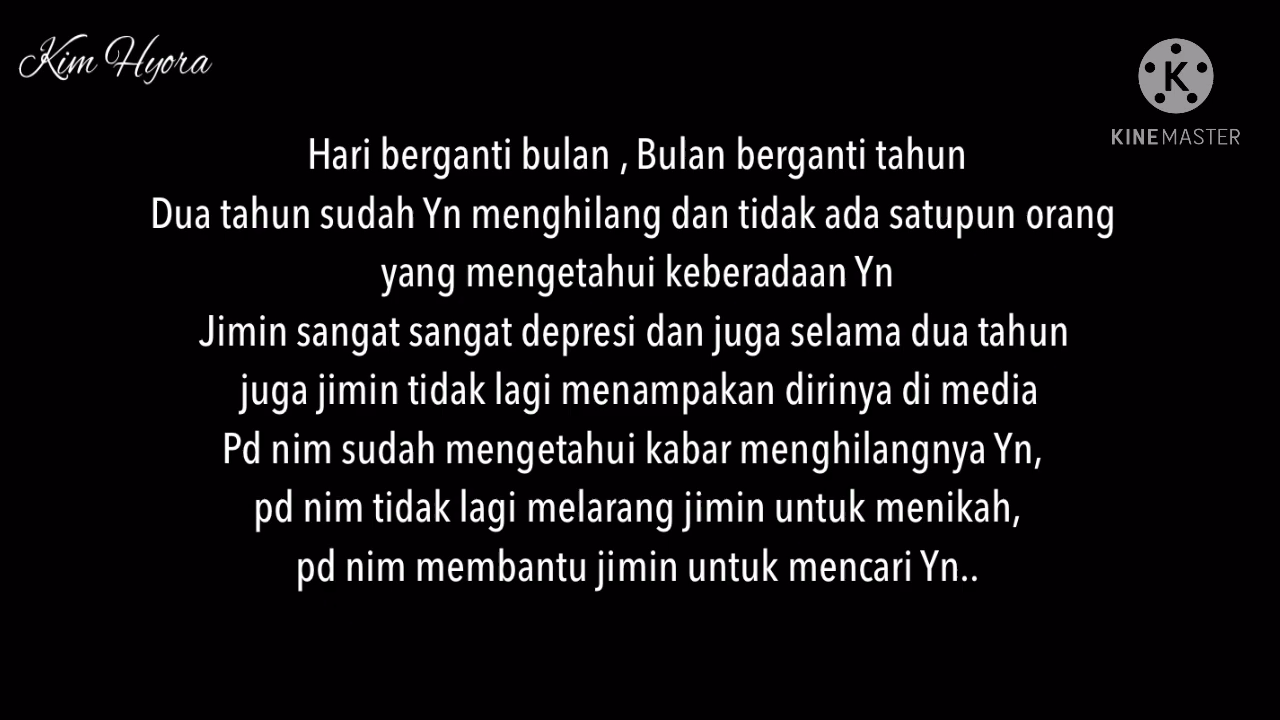 Kim Hyora
K
KINEMASTER
Hari berganti bulan , Bulan berganti tahun
Dua tahun sudah Yn menghilang dan tidak ada satupun orang
yang mengetahui keberadaan Yn
Jimin sangat sangat depresi dan juga selama dua tahun
juga jimin tidak lagi menampakan dirinya di media
Pd nim sudah mengetahui kabar menghilangnya Yn,
pd nim tidak lagi melarang jimin untuk menikah,
pd nim membantu jimin untuk mencari Yn..